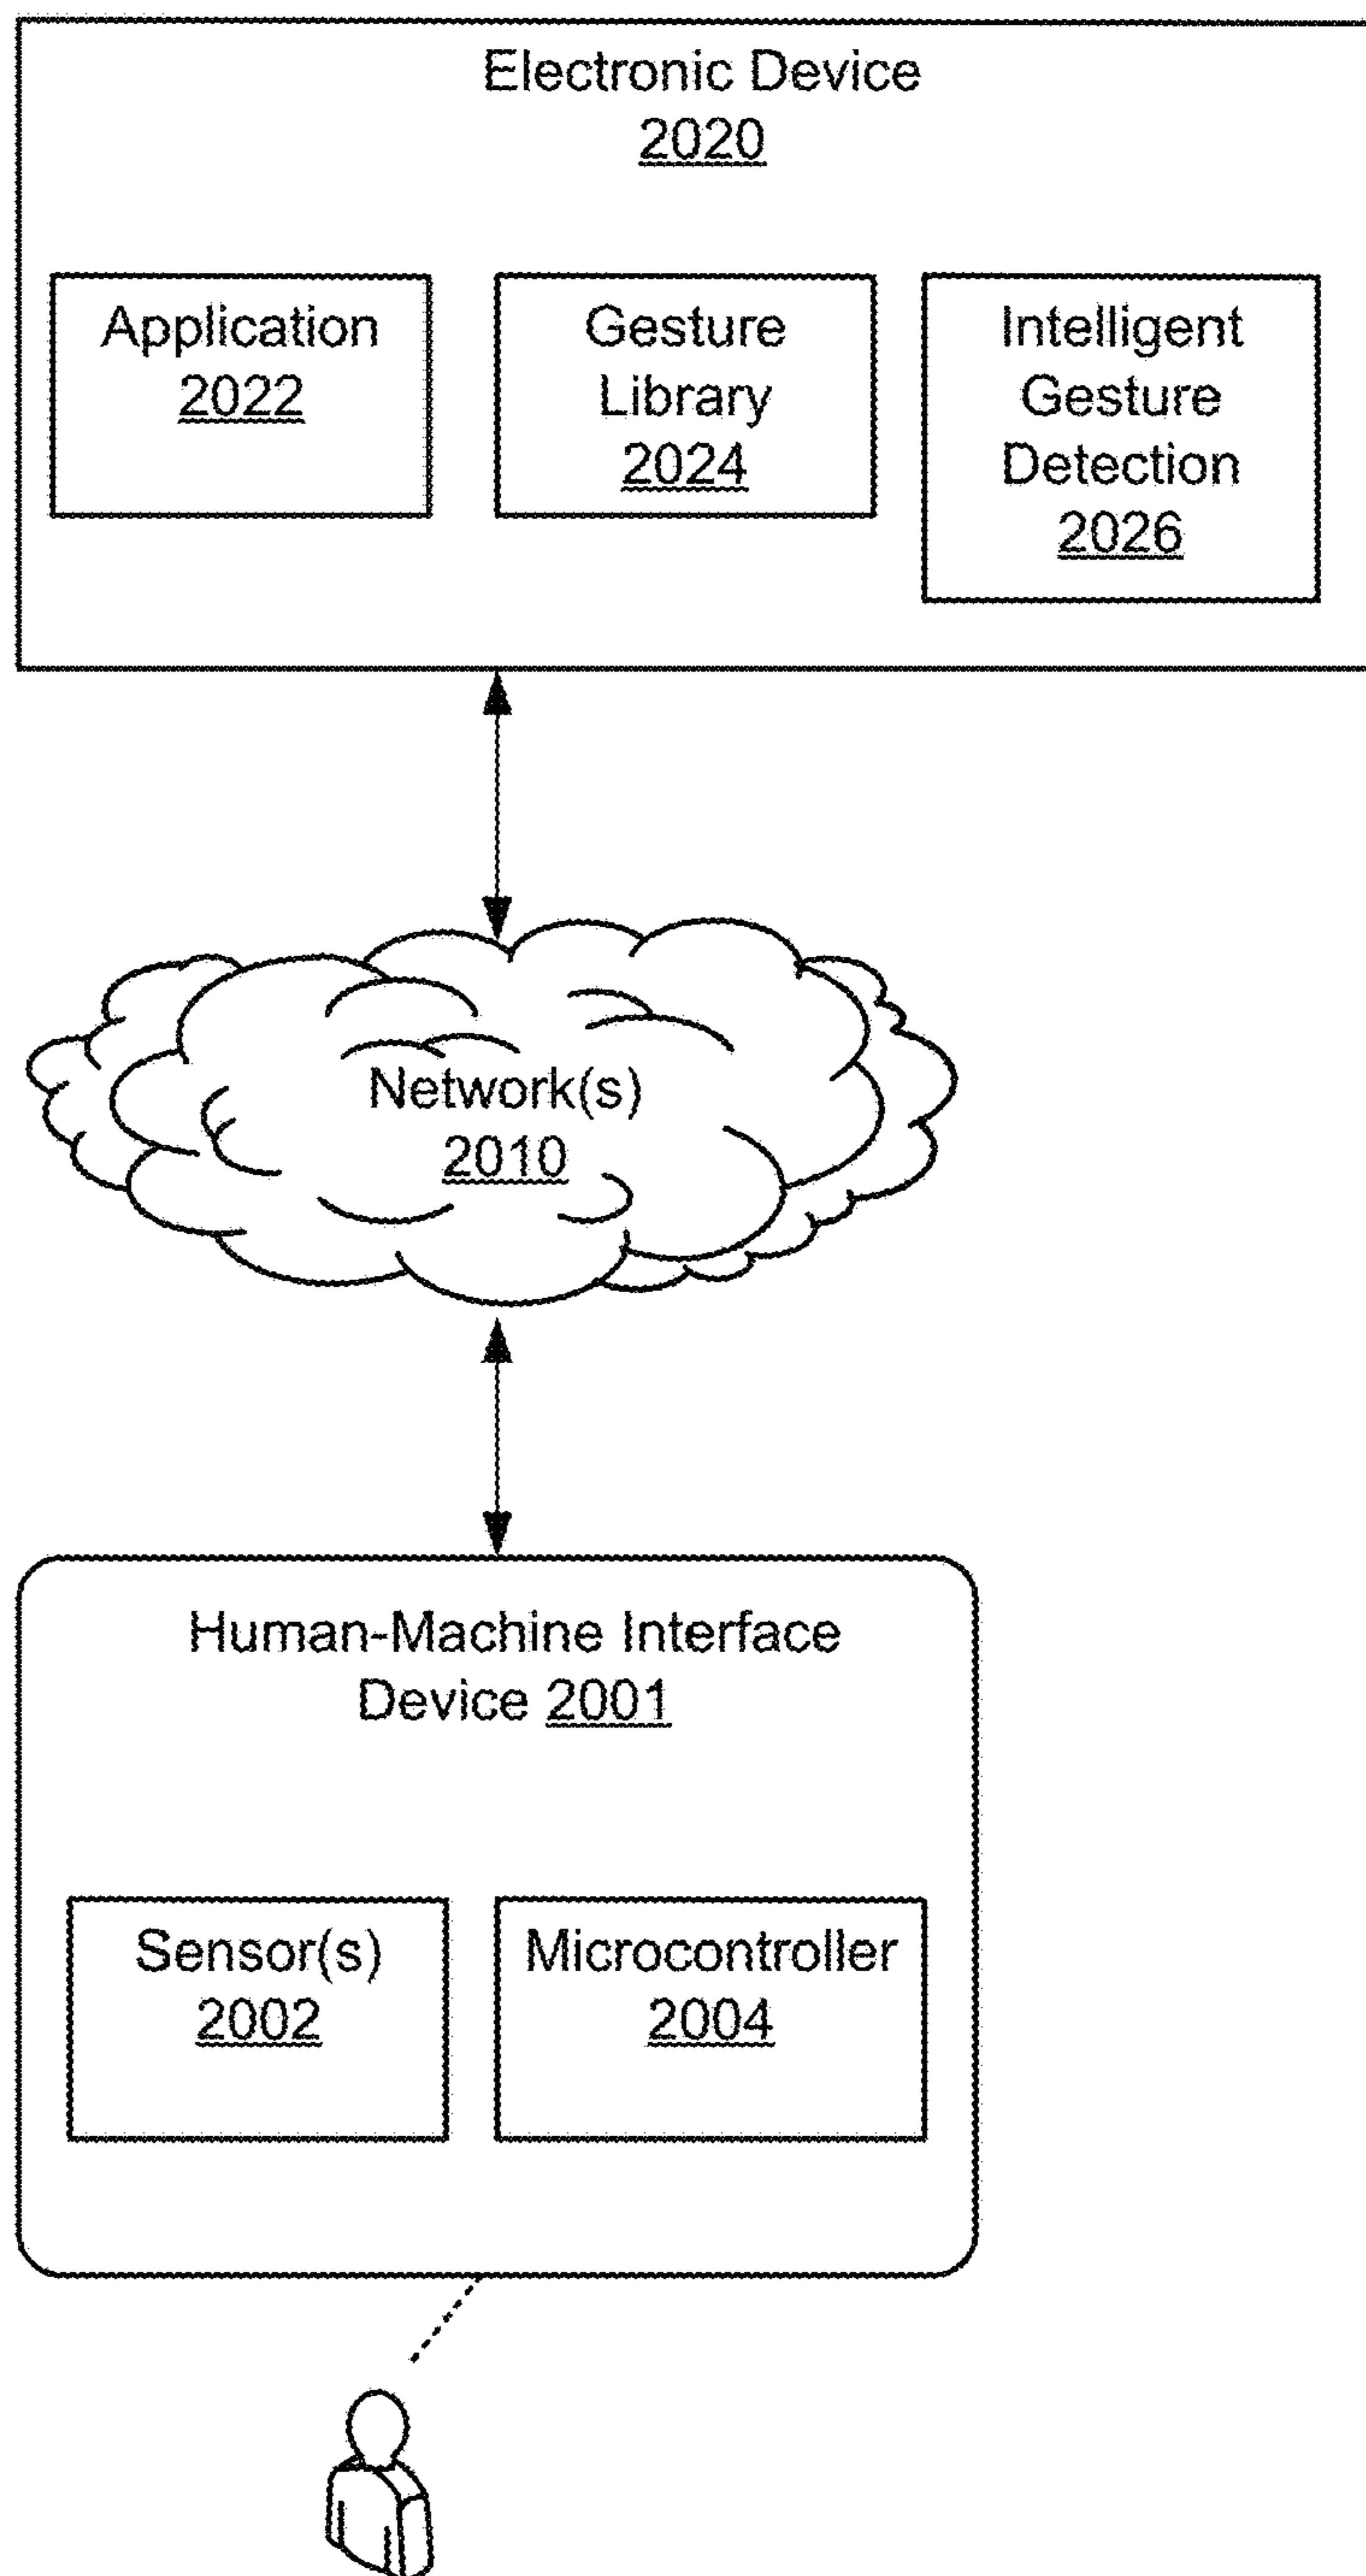 Electronic Device
2020
Application
2022
Gesture
Library
2024
Intelligent
Gesture
Detection
2026
Network(s)
2010
Human-Machine Interface
Device 2001
Sensor(s)
2002
Microcontroller
2004